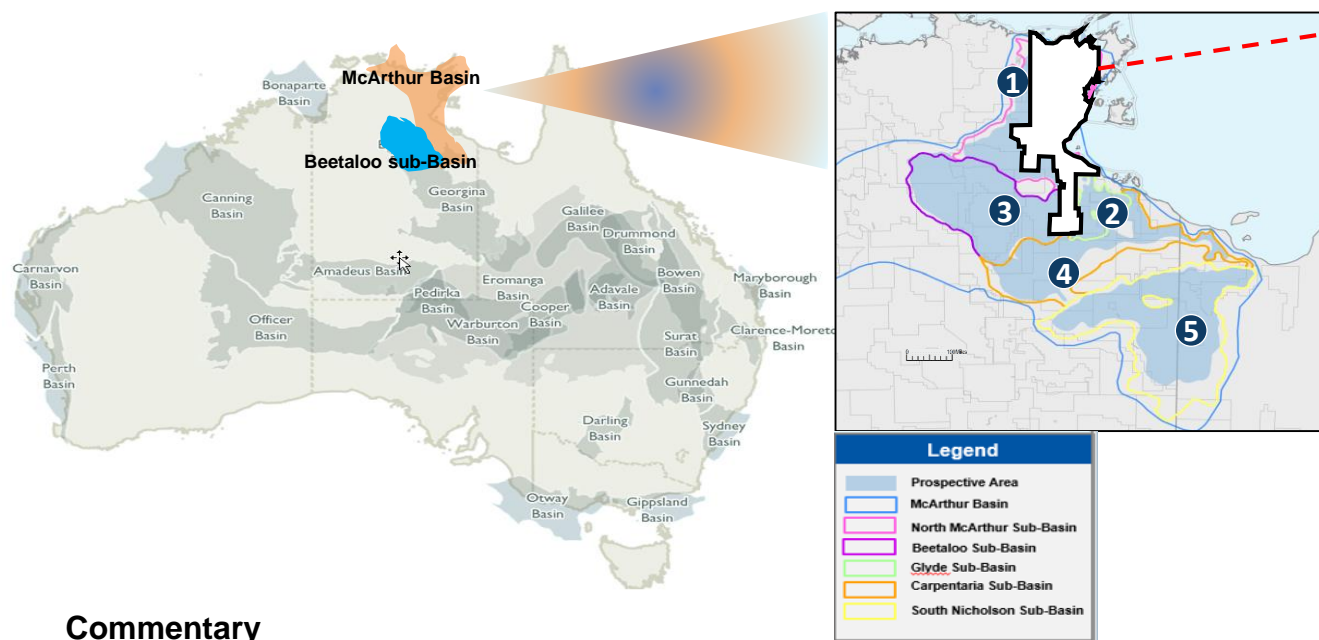 McArthur Basin
Bonaparte
Basin
Beetaloo sub-Basin
Canning
Basin
Georgina
Basin
Galilee
Basin
Drummond
Basin
Carnarvon
Basin
Amadeus Basin
Pedirka
Basin
Eromanga
Basin
Cooper
Basin
Adavale
Basin
Bowen
Basin
Maryborough
Basin
Officer
Basin
Warburton
Basin
Surat
Basin
Clarence-Moreto
Basin
Perth
Basin
Gunnedah
Basin
Darling
Basin
Sydney
Basin
Otway
Basin
Gippsland
Basin
1
2
3
4
5
Legend
Prospective Area
McArthur Basin
North McArthur Sub-Basin
Beetaloo Sub-Basin
Glyde Sub-Basin
Carpentaria Sub-Basin
South Nicholson Sub-Basin
Commentary